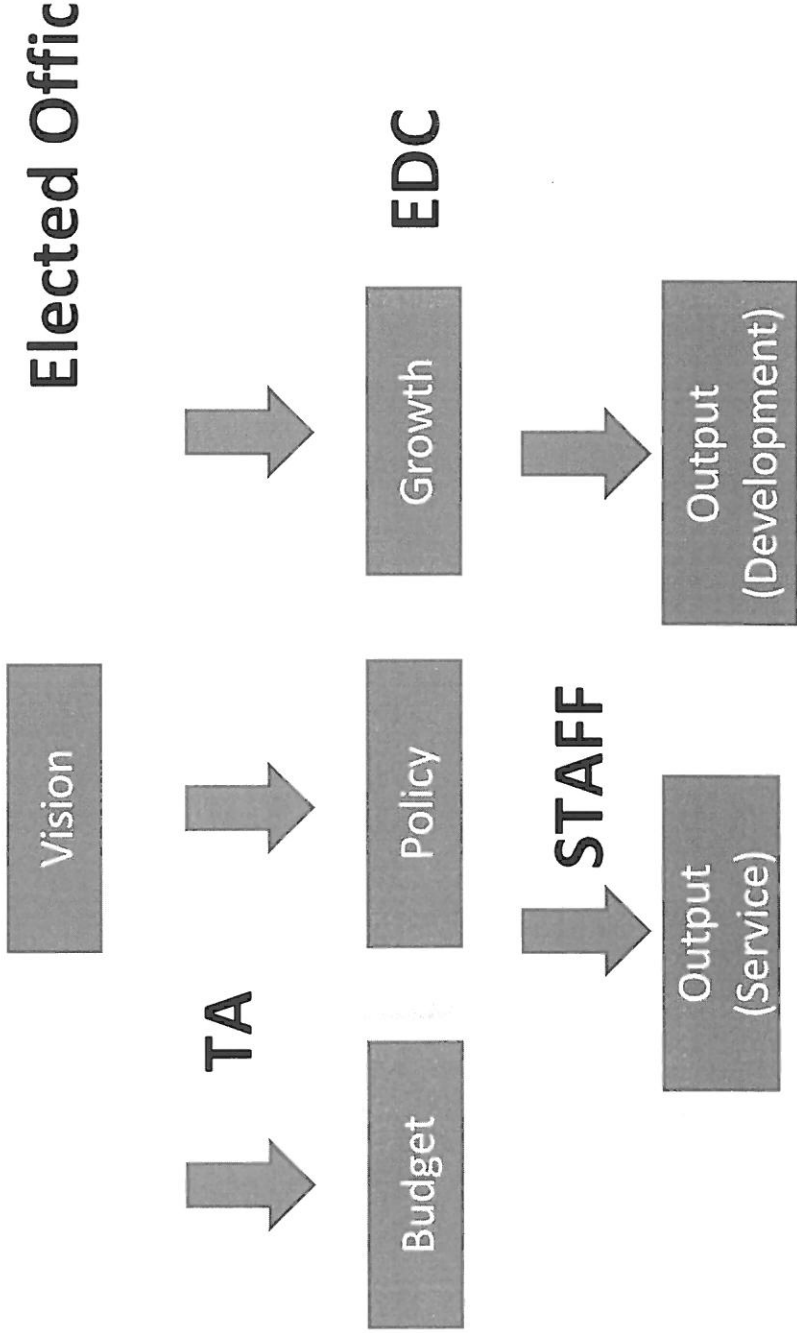 Vision
Elected Offic
TA
Budget
Policy
Growth
EDC
STAFF
Output
(Service)
Output
(Development)